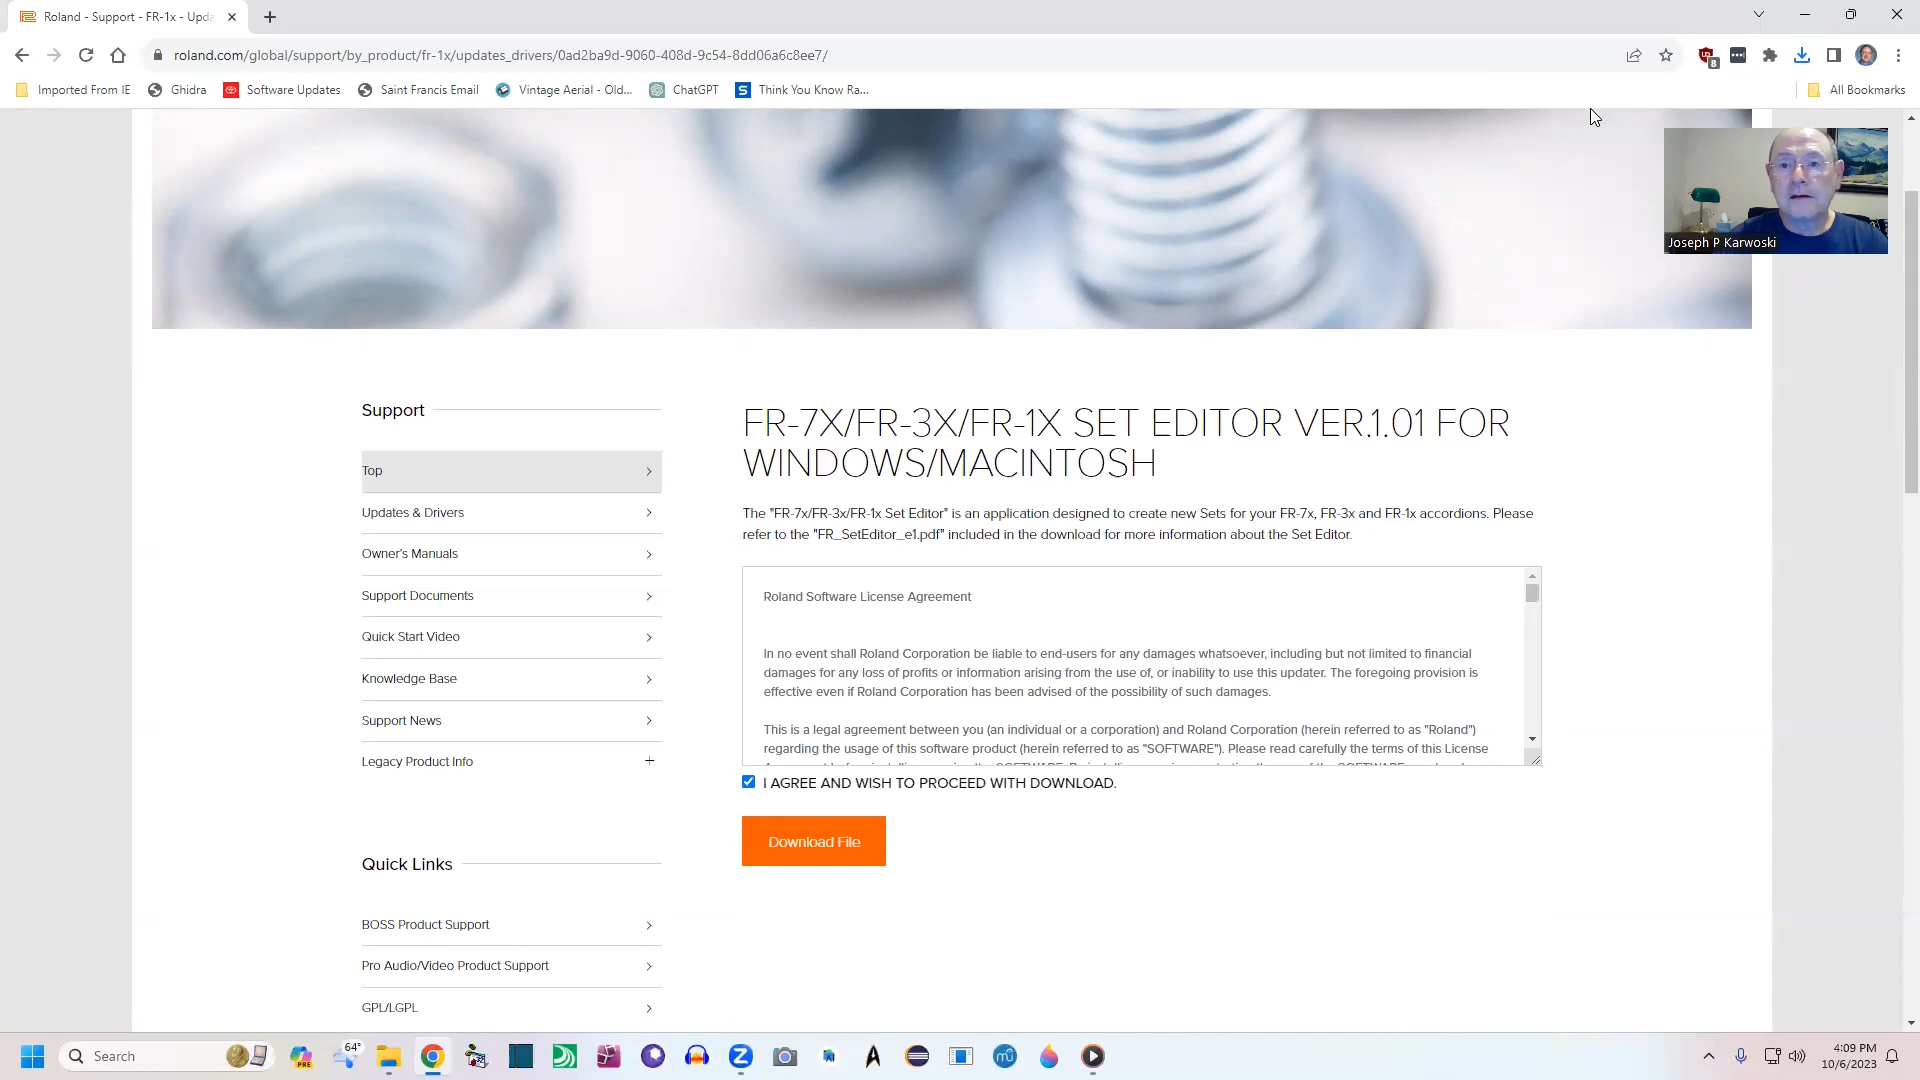 Roland - Support - FR-1x - Upda
roland.com/global/support/by_product/fr-1x/updates_drivers/0ad2ba9d-9060-408d-9c54-8dd06a6c8ee7/
8
Imported From IE
Ghidra
Software Updates
Saint Francis Email
Vintage Aerial - Old...
ChatGPT
Think You Know Ra...
All Bookmarks
Joseph P Karwoski
Support
Top
Updates & Drivers
Owner's Manuals
Support Documents
Quick Start Video
Knowledge Base
Support News
Legacy Product Info
Quick Links
BOSS Product Support
Pro Audio/Video Product Support
GPL/LGPL
FR-7X/FR-3X/FR-1X SET EDITOR VER.1.01 FOR
WINDOWS/MACINTOSH
The "FR-7x/FR-3x/FR-1x Set Editor" is an application designed to create new Sets for your FR-7x, FR-3x and FR-1x accordions. Please
refer to the "FR_SetEditor_e1.pdf" included in the download for more information about the Set Editor.
Roland Software License Agreement
In no event shall Roland Corporation be liable to end-users for any damages whatsoever, including but not limited to financial
damages for any loss of profits or information arising from the use of, or inability to use this updater. The foregoing provision is
effective even if Roland Corporation has been advised of the possibility of such damages.
This is a legal agreement between you (an individual or a corporation) and Roland Corporation (herein referred to as "Roland")
regarding the usage of this software product (herein referred to as "SOFTWARE"). Please read carefully the terms of this License
I AGREE AND WISH TO PROCEED WITH DOWNLOAD.
Download File
Search
PRE
64°
4:09 PM
10/6/2023